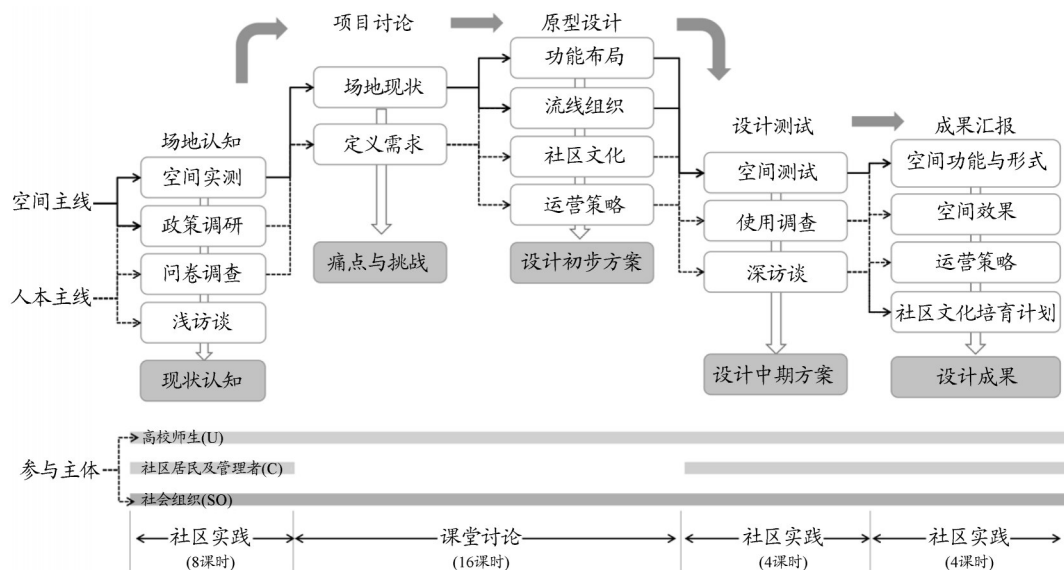 项目讨论
原型设计
场地认知
设计测试
成果汇报
空间主线
人本主线
空间实测
政策调研
问卷调查
浅访谈
现状认知
场地现状
定义需求
痛点与挑战
功能布局
流线组织
社区文化
运营策略
设计初步方案
空间测试
使用调查
深访谈
设计中期方案
空间功能与形式
空间效果
运营策略
社区文化培育计划
设计成果
参与主体
高校师生(U)
社区居民及管理者(C)
社会组织(SO)
社区实践
(8课时)
课堂讨论
(16课时)
社区实践
(4课时)
社区实践
(4课时)